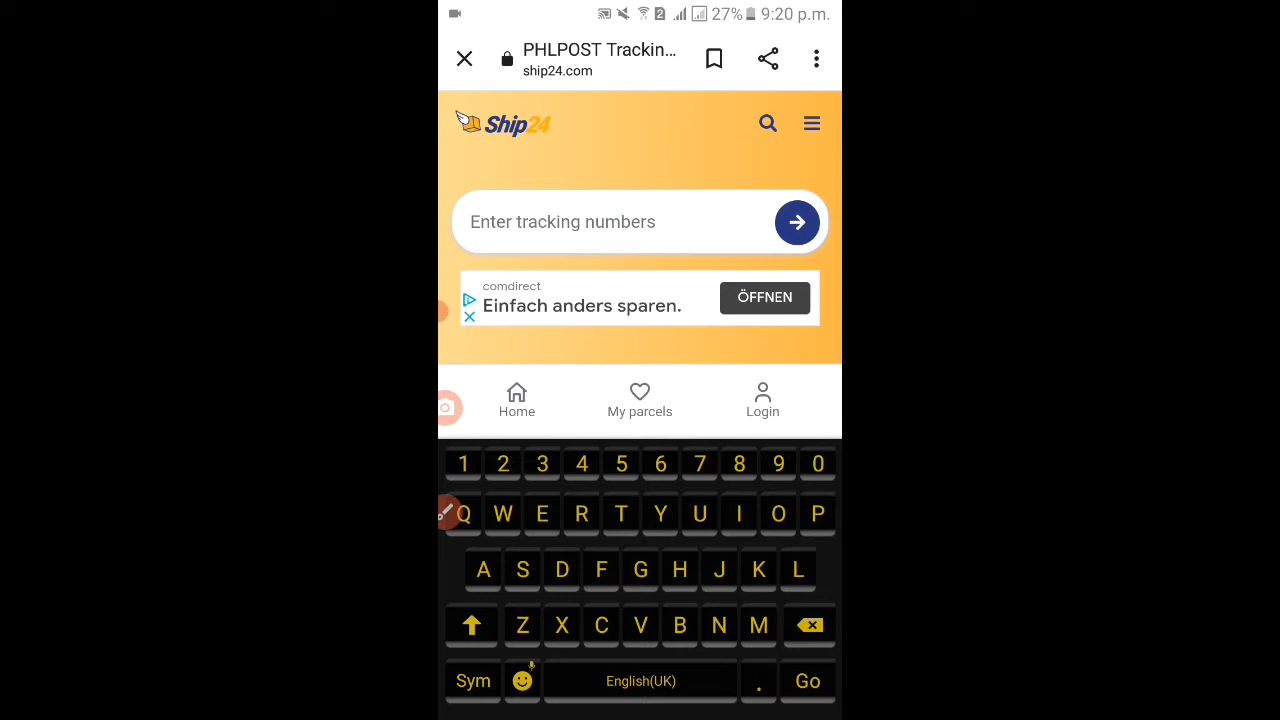 2 27% 9:20 p.m.
PHLPOST Trackin...
ship24.com
Ship24
Enter tracking numbers
comdirect
Einfach anders sparen.
ÖFFNEN
Home My parcels Login
1 2 3 4 5 6 7 8 9 0
Q W E R T Y U I O P
A S D F G H J K L
Z X C V B N M
Sym English(UK) . Go